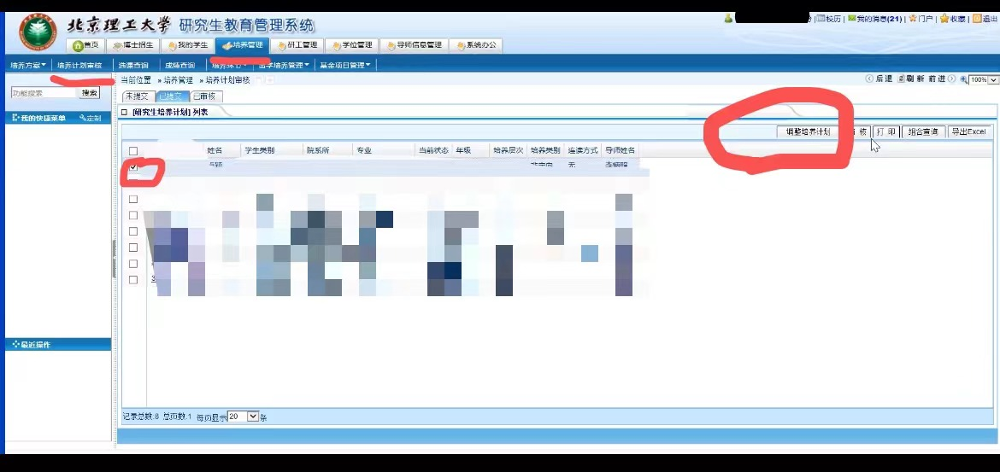 北京理工大学 研究生教育管理系统
校历 | 我的消息(21) | 门户 | 收藏 | 退出
首页 博士招生 我的学生 培养管理 研工管理 学位管理 导师信息管理 系统办公
培养方案 | 培养计划审核 | 选课查询 | 成绩查询 | 培养环节 | 出学培养管理 | 基金项目管理
当前位置 » 培养管理 » 培养计划审核 后退 刷新 前进 100%
功能搜索 搜索
未提交 已提交 已审核
我的快捷菜单 定制
[研究生培养计划] 列表
调整培养计划 核 打印 组合查询 导出Excel
姓名 学生类别 院系所 专业 当前状态 年级 培养层次 培养类别 连读方式 导师姓名
无
最近操作
记录总数:8 总页数:1 每页显示 20 条